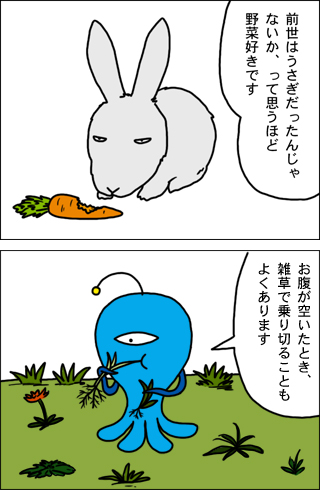 前世はうさぎだったんじゃ
ないか、って思うほど
野菜好きです
お腹が空いたとき、
雑草で乗り切ることも
よくあります